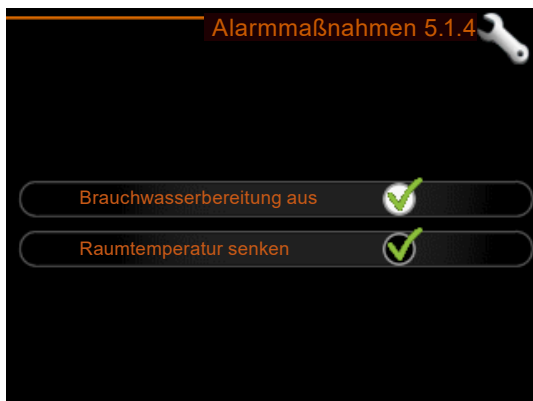 Alarmmaßnahmen 5.1.4
Brauchwasserbereitung aus
Raumtemperatur senken